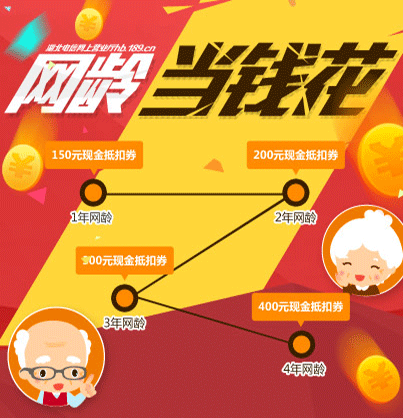 湖北电信网上营业厅hb.189.cn
网龄 当钱花
150元现金抵扣券
200元现金抵扣券
1年网龄
2年网龄
300元现金抵扣券
3年网龄
400元现金抵扣券
4年网龄